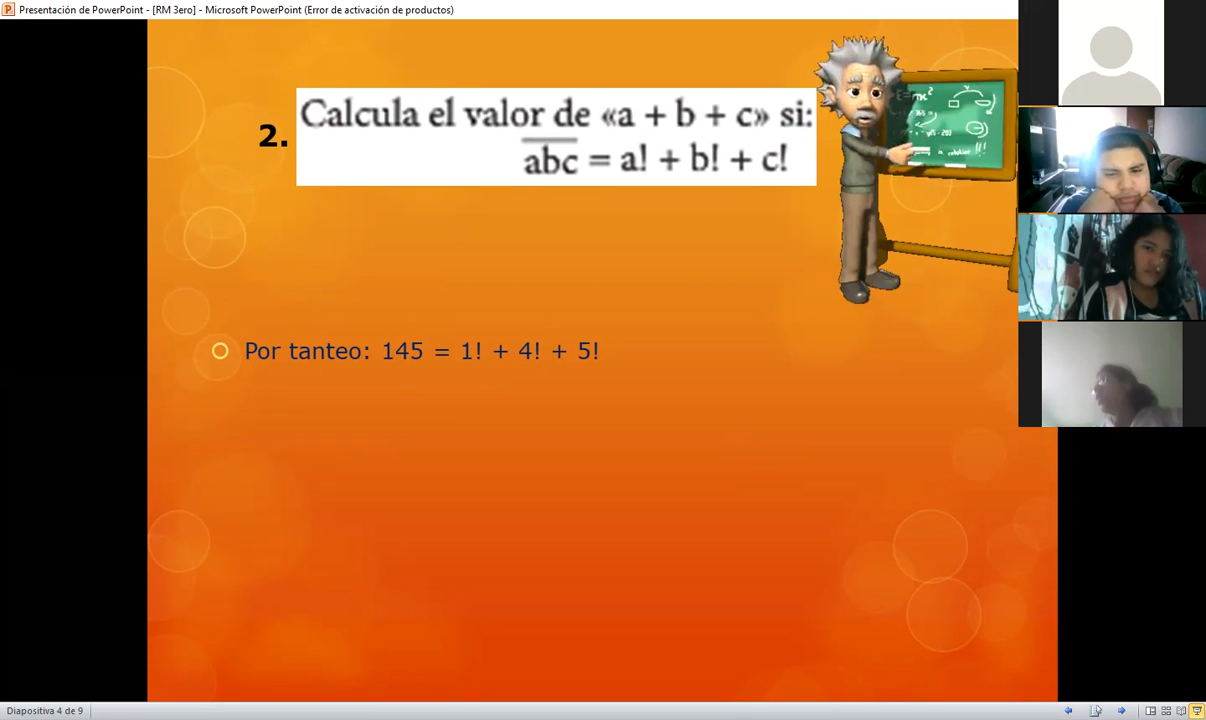 Presentación de PowerPoint - [RM 3ero] - Microsoft PowerPoint (Error de activación de productos)
2.
Calcula el valor de «a + b + c» si:
a̅b̅c̅ = a! + b! + c!
E=mc²
Por tanteo: 145 = 1! + 4! + 5!
Diapositiva 4 de 9